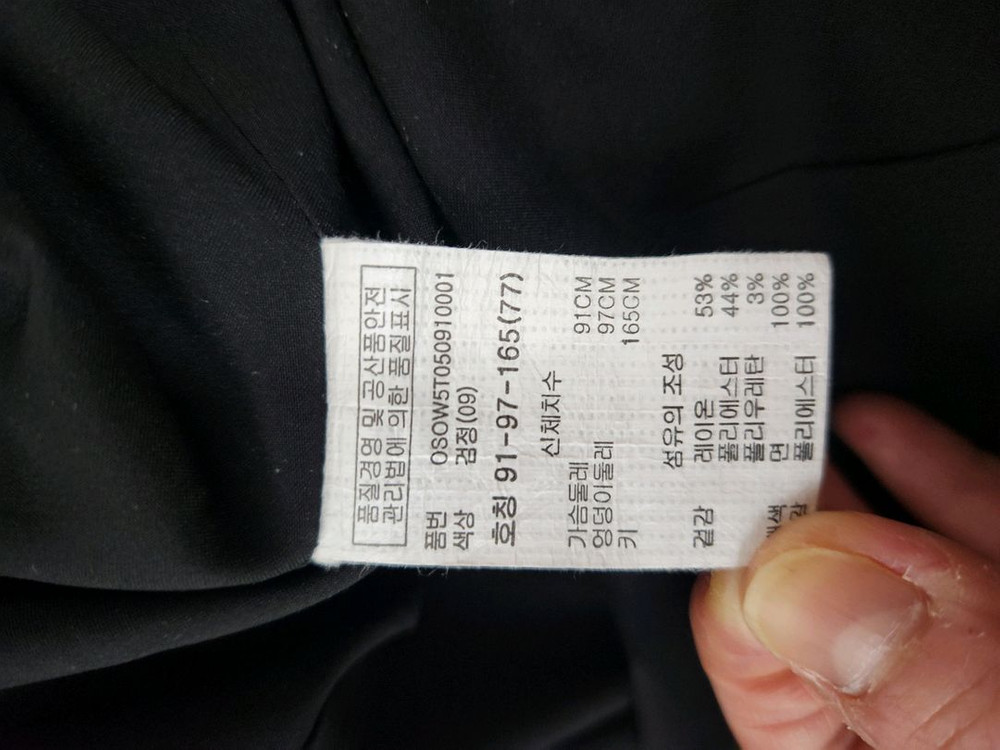 품질경영 및 공산품안전
관리법에 의한 품질표시
품번 OSOW5T050910001
색상 검정(09)
호칭 91-97-165(77)
신체치수
가슴둘레 91CM
엉덩이둘레 97CM
키 165CM
섬유의 조성
겉감 레이온 53%
폴리에스터 44%
폴리우레탄 3%
면 100%
폴리에스터 100%